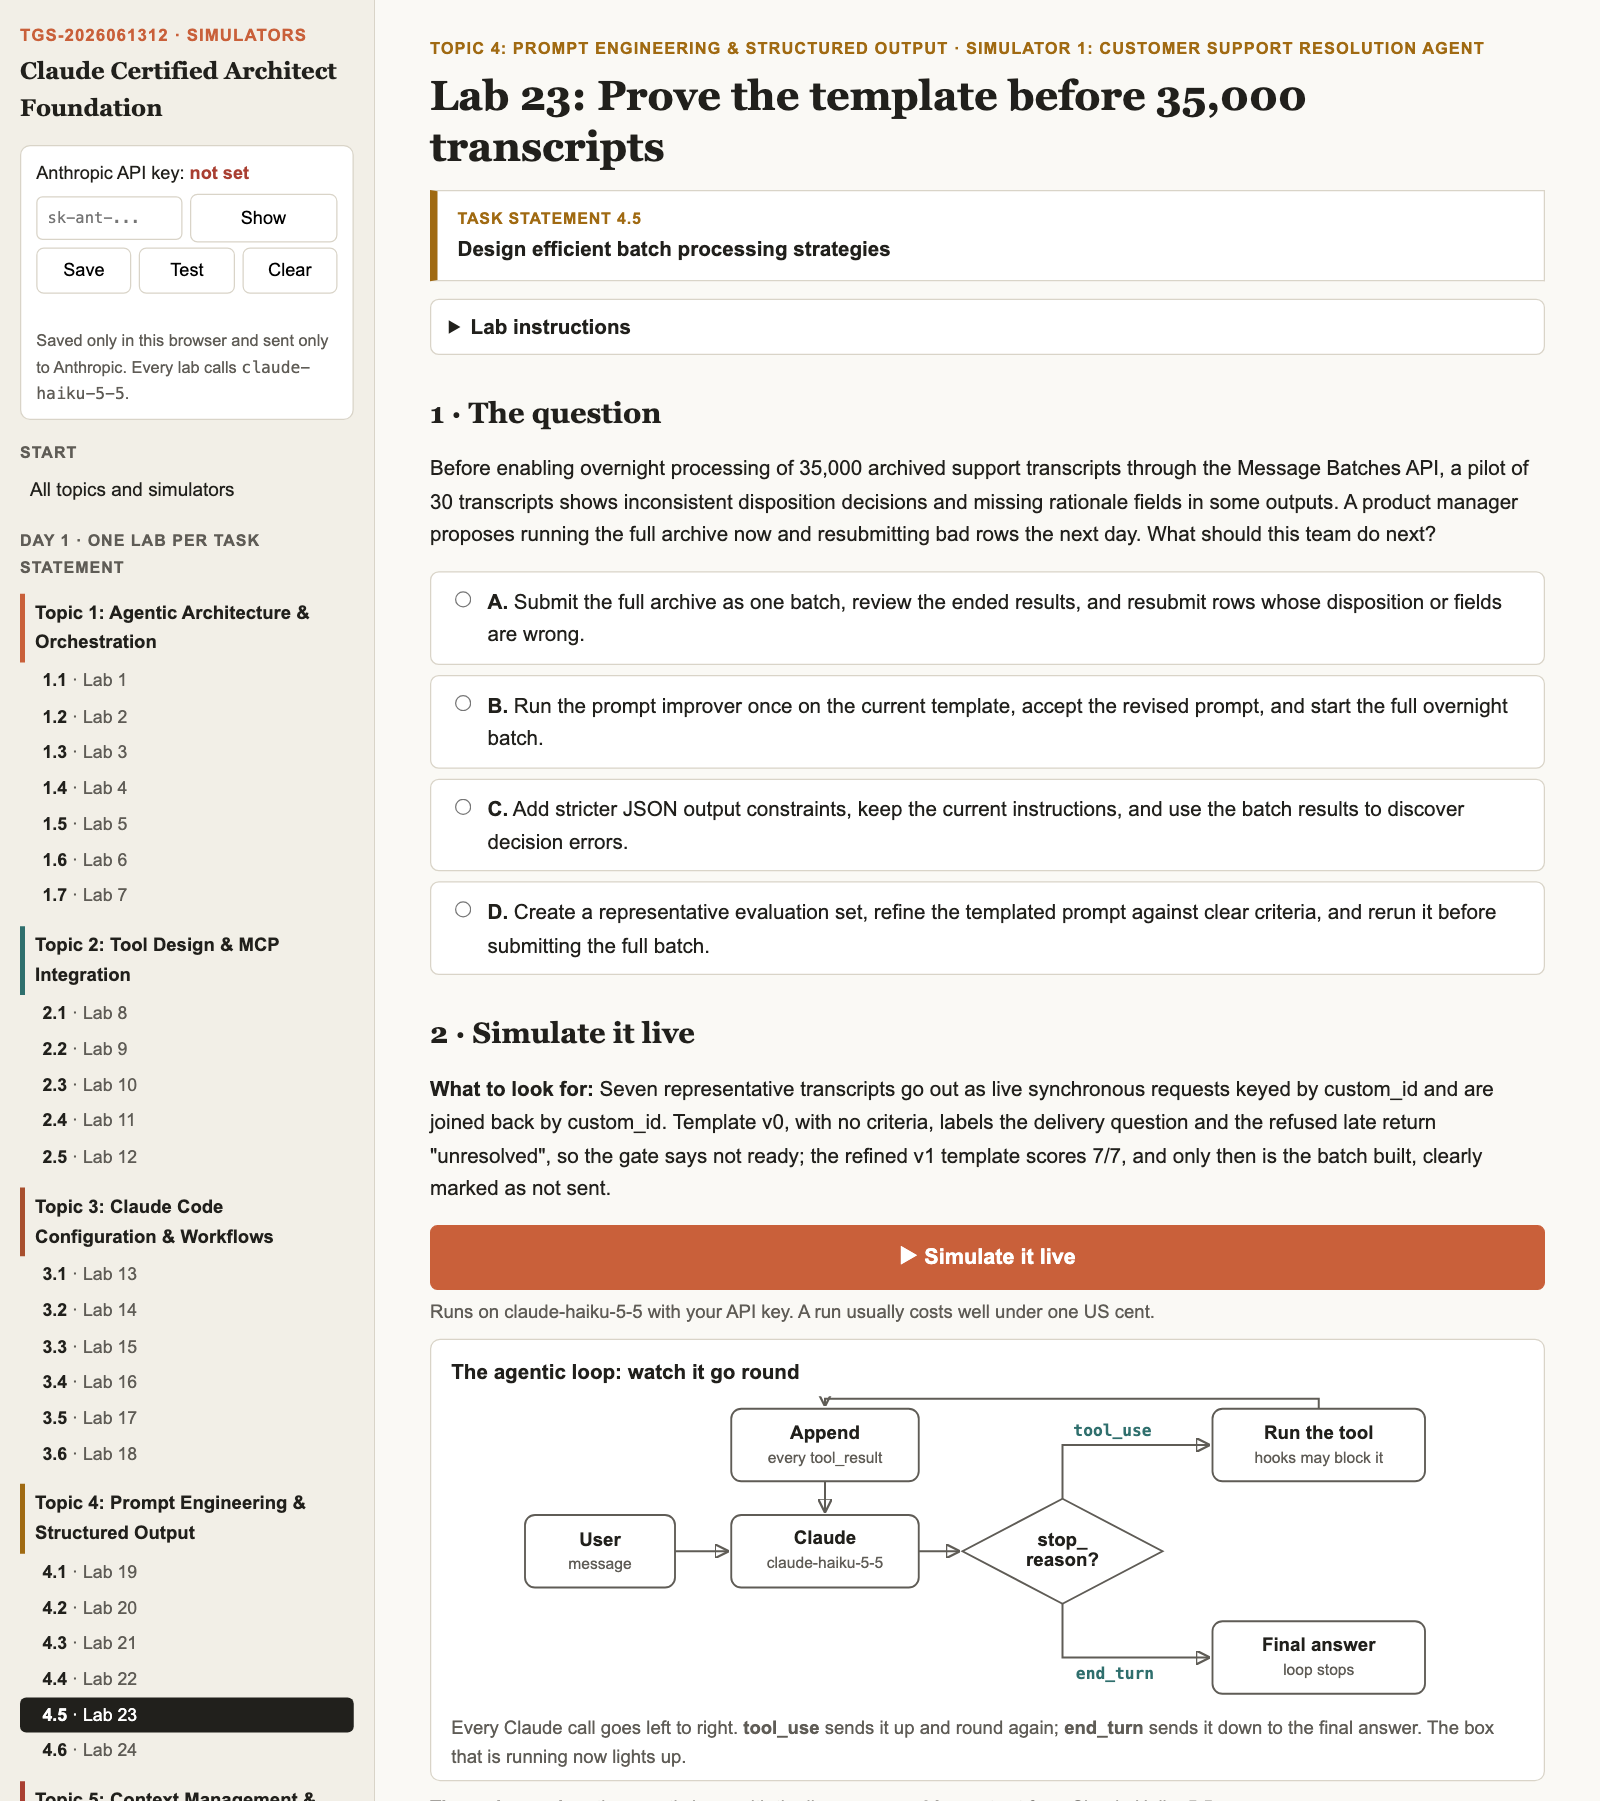 TGS-2026061312 · SIMULATORS
Claude Certified Architect
Foundation
Anthropic API key: not set
sk-ant-...
Show
Save
Test
Clear
Saved only in this browser and sent only
to Anthropic. Every lab calls claude-
haiku-5-5.
START
All topics and simulators
DAY 1 · ONE LAB PER TASK
STATEMENT
Topic 1: Agentic Architecture &
Orchestration
1.1 · Lab 1
1.2 · Lab 2
1.3 · Lab 3
1.4 · Lab 4
1.5 · Lab 5
1.6 · Lab 6
1.7 · Lab 7
Topic 2: Tool Design & MCP
Integration
2.1 · Lab 8
2.2 · Lab 9
2.3 · Lab 10
2.4 · Lab 11
2.5 · Lab 12
Topic 3: Claude Code
Configuration & Workflows
3.1 · Lab 13
3.2 · Lab 14
3.3 · Lab 15
3.4 · Lab 16
3.5 · Lab 17
3.6 · Lab 18
Topic 4: Prompt Engineering &
Structured Output
4.1 · Lab 19
4.2 · Lab 20
4.3 · Lab 21
4.4 · Lab 22
4.5 · Lab 23
4.6 · Lab 24
Topic 5: Context Management &
TOPIC 4: PROMPT ENGINEERING & STRUCTURED OUTPUT · SIMULATOR 1: CUSTOMER SUPPORT RESOLUTION AGENT
Lab 23: Prove the template before 35,000
transcripts
TASK STATEMENT 4.5
Design efficient batch processing strategies
▶ Lab instructions
1 · The question
Before enabling overnight processing of 35,000 archived support transcripts through the Message Batches API, a pilot of
30 transcripts shows inconsistent disposition decisions and missing rationale fields in some outputs. A product manager
proposes running the full archive now and resubmitting bad rows the next day. What should this team do next?
A. Submit the full archive as one batch, review the ended results, and resubmit rows whose disposition or fields
are wrong.
B. Run the prompt improver once on the current template, accept the revised prompt, and start the full overnight
batch.
C. Add stricter JSON output constraints, keep the current instructions, and use the batch results to discover
decision errors.
D. Create a representative evaluation set, refine the templated prompt against clear criteria, and rerun it before
submitting the full batch.
2 · Simulate it live
What to look for: Seven representative transcripts go out as live synchronous requests keyed by custom_id and are
joined back by custom_id. Template v0, with no criteria, labels the delivery question and the refused late return
"unresolved", so the gate says not ready; the refined v1 template scores 7/7, and only then is the batch built, clearly
marked as not sent.
▶ Simulate it live
Runs on claude-haiku-5-5 with your API key. A run usually costs well under one US cent.
The agentic loop: watch it go round
Append
every tool_result
tool_use
Run the tool
hooks may block it
User
message
Claude
claude-haiku-5-5
stop_
reason?
Final answer
loop stops
end_turn
Every Claude call goes left to right. tool_use sends it up and round again; end_turn sends it down to the final answer. The box
that is running now lights up.